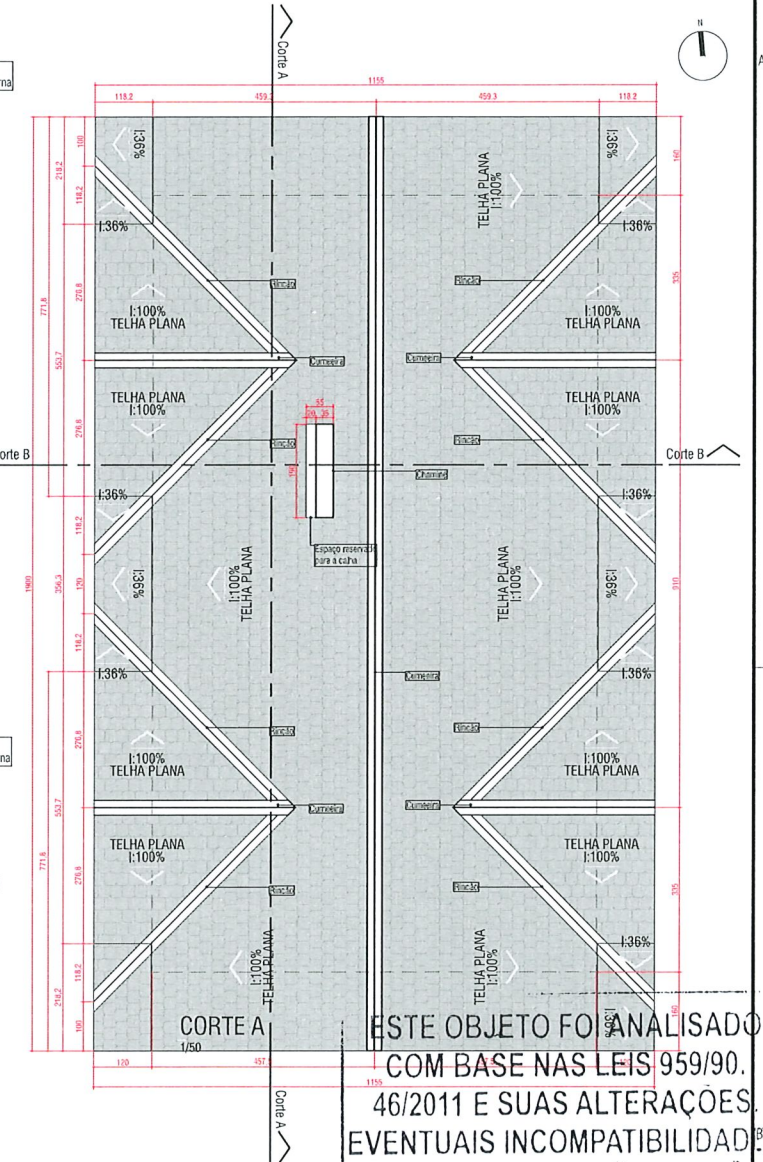 N
Corte A
1155
118.2
459.3
459.3
118.2
I:36%
I:36%
TELHA PLANA
I:100%
I:36%
I:36%
100
118.2
218.2
160
Rincão
Rincão
276.8
335
I:100%
TELHA PLANA
I:100%
TELHA PLANA
771.8
553.7
Cumeeira
Cumeeira
TELHA PLANA
I:100%
TELHA PLANA
I:100%
55
20
35
190
Rincão
Rincão
276.8
orte B
Corte B
Chaminé
I:36%
I:36%
118.2
Espaço reservado
para a calha
I:36%
I:100%
TELHA PLANA
TELHA PLANA
I:100%
I:36%
1900
356.3
120
910
118.2
I:36%
I:36%
Cumeeira
Rincão
Rincão
276.8
I:100%
TELHA PLANA
I:100%
TELHA PLANA
553.7
Cumeeira
Cumeeira
771.8
TELHA PLANA
I:100%
TELHA PLANA
I:100%
276.8
335
Rincão
Rincão
I:100%
TELHA PLANA
TELHA PLANA
I:100%
I:36%
118.2
218.2
100
160
I:36%
CORTE A
1/50
120
1155
Corte A
ESTE OBJETO FOI ANALISADO
COM BASE NAS LEIS 959/90.
46/2011 E SUAS ALTERAÇÕES.
EVENTUAIS INCOMPATIBILIDAD